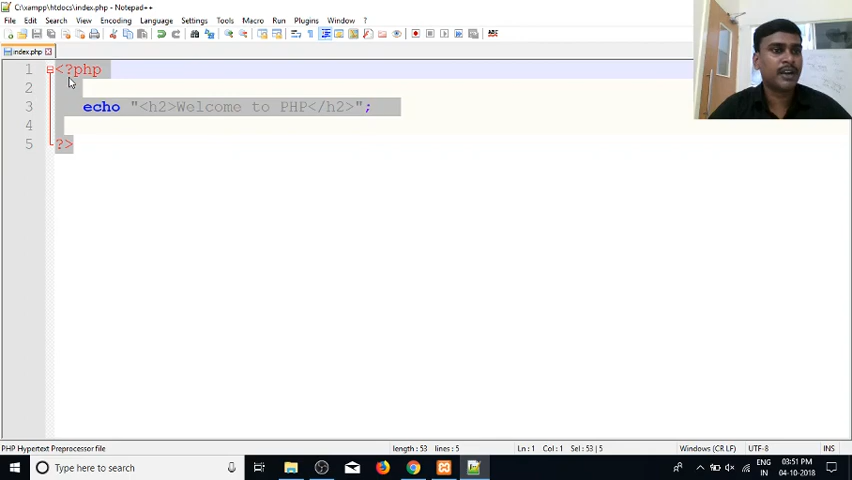 C:\xampp\htdocs\index.php - Notepad++
File Edit Search View Encoding Language Settings Tools Macro Run Plugins Window ?
index.php
1 <?php
2
3 echo "<h2>Welcome to PHP</h2>";
4
5 ?>
PHP Hypertext Preprocessor file length : 53 lines : 5 Ln : 1 Col : 1 Sel : 53 | 5 Windows (CR LF) UTF-8 INS
Type here to search
ENG 03:51 PM
IN 04-10-2018